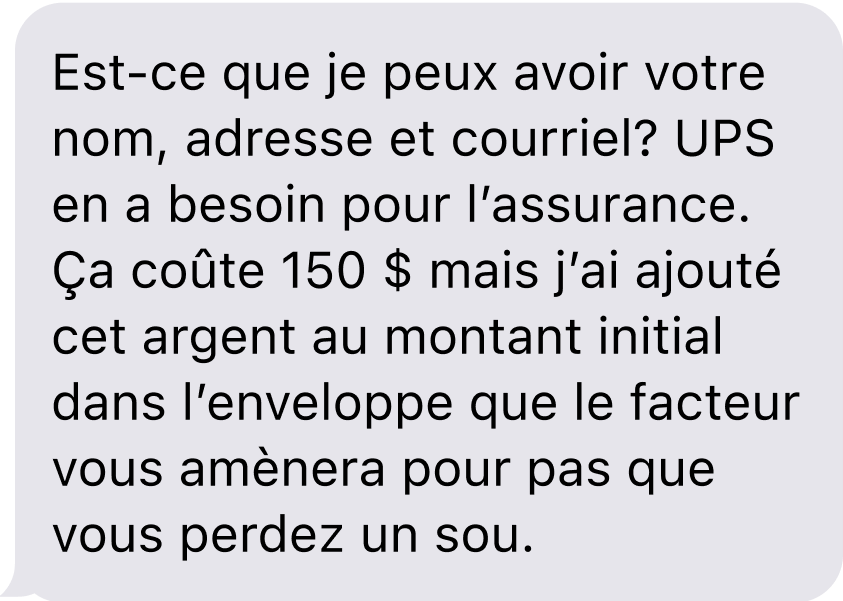 Est-ce que je peux avoir votre
nom, adresse et courriel? UPS
en a besoin pour l’assurance.
Ça coûte 150 $ mais j’ai ajouté
cet argent au montant initial
dans l’enveloppe que le facteur
vous amènera pour pas que
vous perdez un sou.